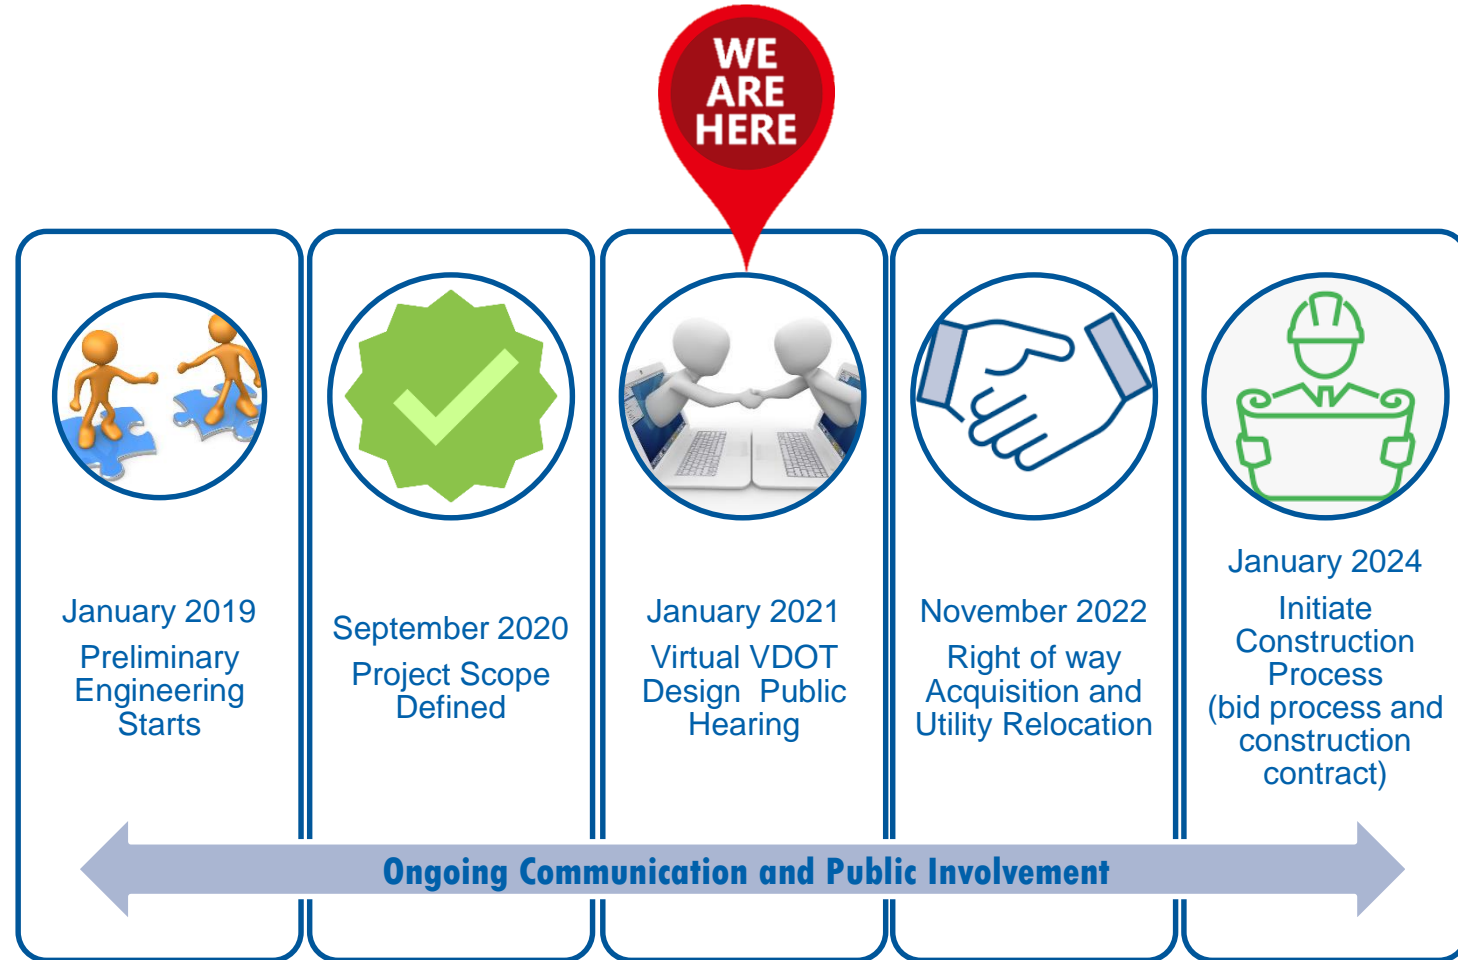 WE
ARE
HERE
January 2019
Preliminary
Engineering
Starts
September 2020
Project Scope
Defined
January 2021
Virtual VDOT
Design  Public
Hearing
November 2022
Right of way
Acquisition and
Utility Relocation
January 2024
Initiate
Construction
Process
(bid process and
construction
contract)
Ongoing Communication and Public Involvement